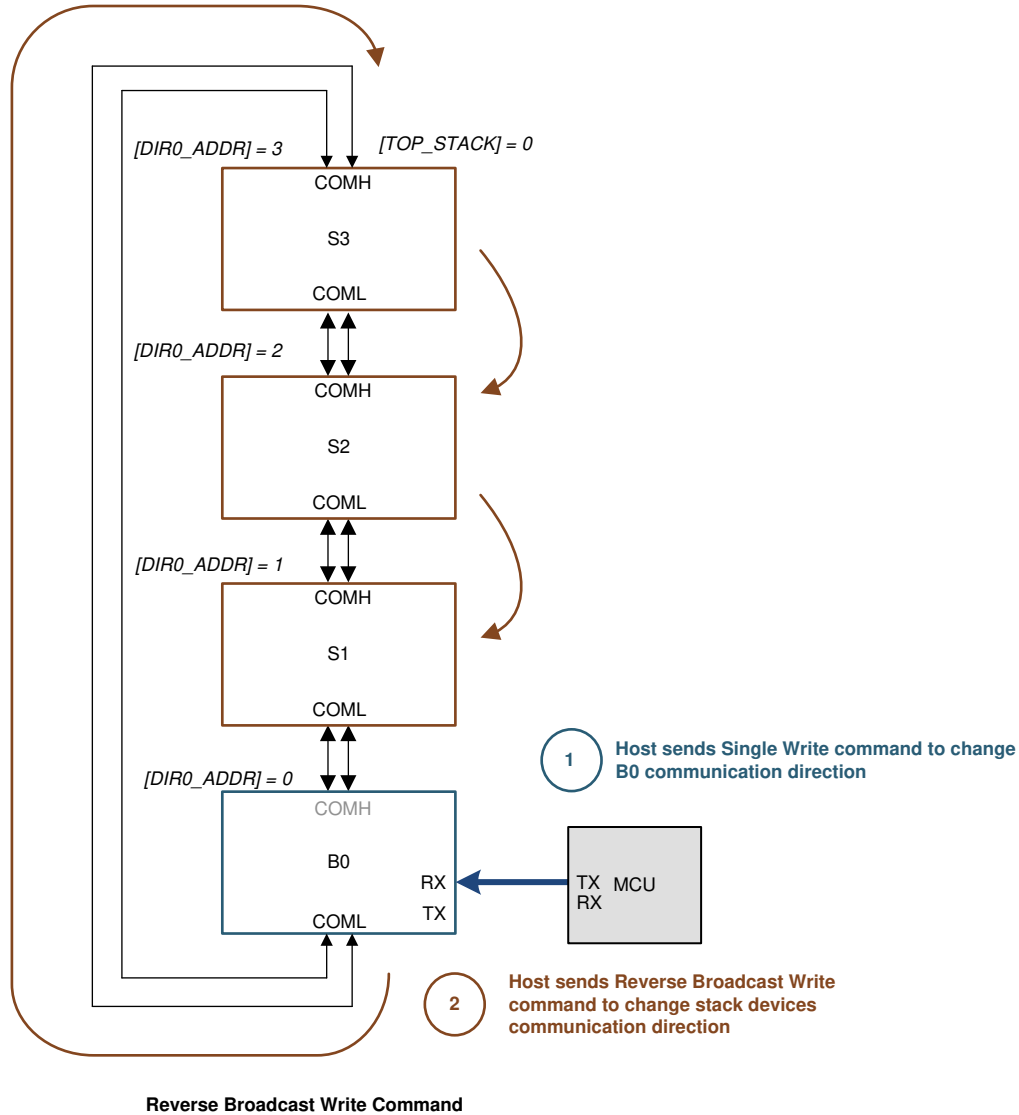 [DIR0_ADDR] = 3
[TOP_STACK] = 0
COMH
S3
COML
[DIR0_ADDR] = 2
COMH
S2
COML
[DIR0_ADDR] = 1
COMH
S1
COML
[DIR0_ADDR] = 0
COMH
B0
RX
TX
COML
1
Host sends Single Write command to change
B0 communication direction
TX MCU
RX
2
Host sends Reverse Broadcast Write
command to change stack devices
communication direction
Reverse Broadcast Write Command